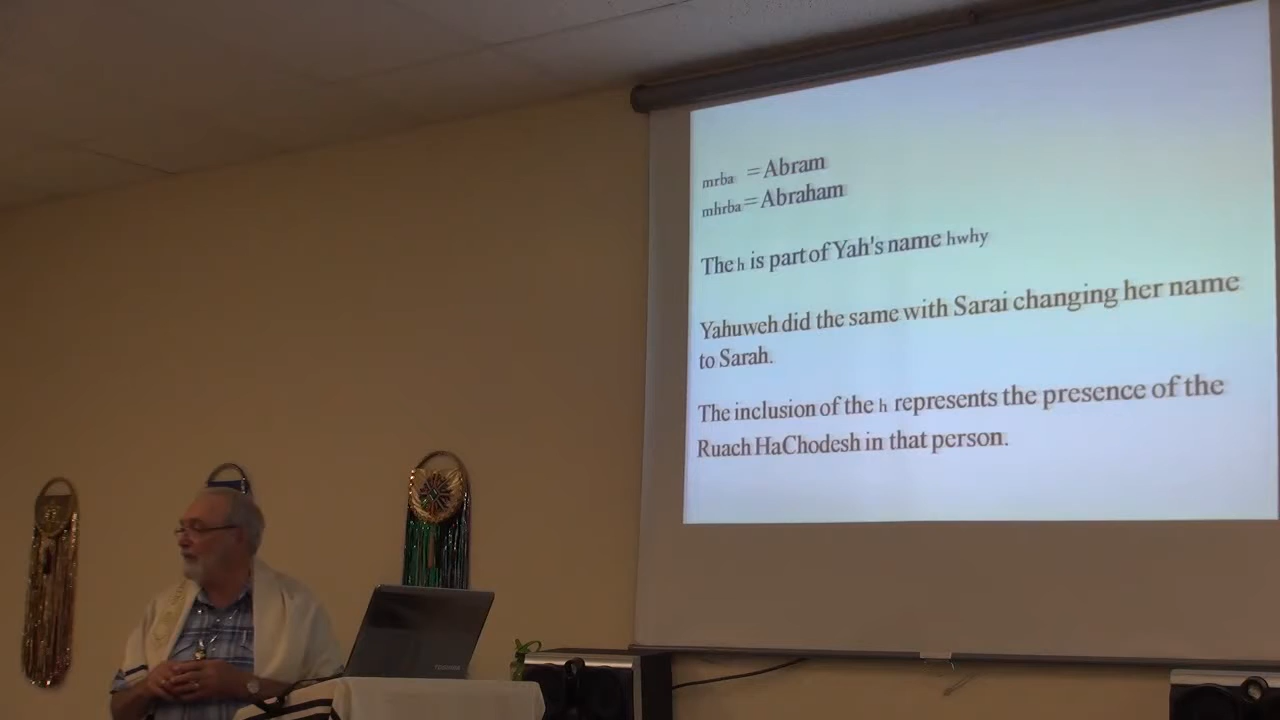 mrba = Abram
mhrba = Abraham
The h is part of Yah's name hwhy
Yahuweh did the same with Sarai changing her name
to Sarah.
The inclusion of the h represents the presence of the
Ruach HaChodesh in that person.
TOSHIBA